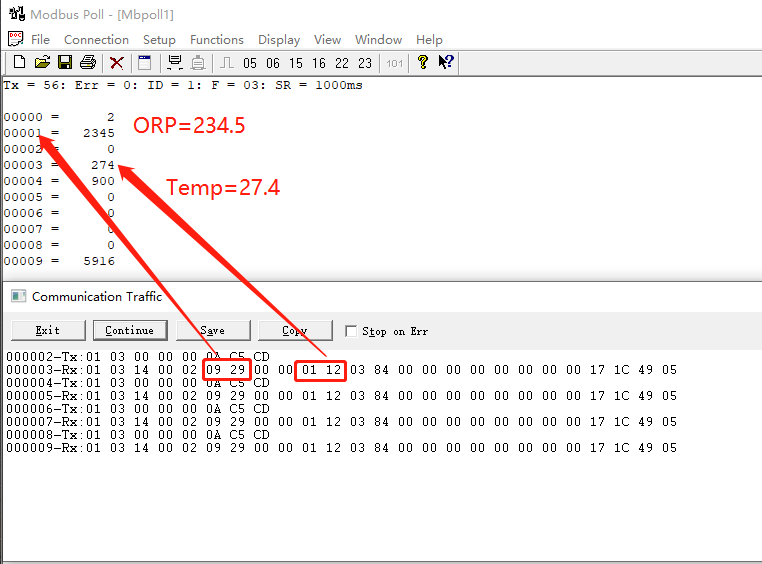 Modbus Poll - [Mbpoll1]
File Connection Setup Functions Display View Window Help
05 06 15 16 22 23 101
Tx = 56: Err = 0: ID = 1: F = 03: SR = 1000ms
00000 = 2
00001 = 2345
ORP=234.5
00002 = 0
00003 = 274
00004 = 900
Temp=27.4
00005 = 0
00006 = 0
00007 = 0
00008 = 0
00009 = 5916
Communication Traffic
Exit Continue Save Copy Stop on Err
000002-Tx:01 03 00 00 00 0A C5 CD
000003-Rx:01 03 14 00 02 09 29 00 00 01 12 03 84 00 00 00 00 00 00 00 00 17 1C 49 05
000004-Tx:01 03 00 00 00 0A C5 CD
000005-Rx:01 03 14 00 02 09 29 00 00 01 12 03 84 00 00 00 00 00 00 00 00 17 1C 49 05
000006-Tx:01 03 00 00 00 0A C5 CD
000007-Rx:01 03 14 00 02 09 29 00 00 01 12 03 84 00 00 00 00 00 00 00 00 17 1C 49 05
000008-Tx:01 03 00 00 00 0A C5 CD
000009-Rx:01 03 14 00 02 09 29 00 00 01 12 03 84 00 00 00 00 00 00 00 00 17 1C 49 05